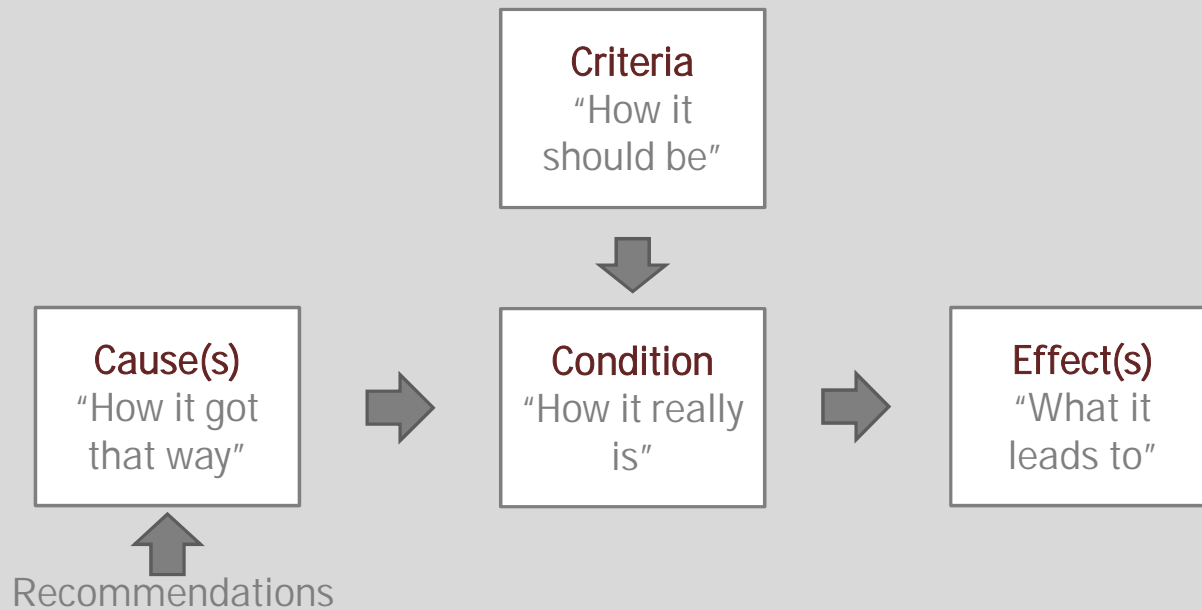 Criteria
“How it
should be”
Cause(s)
“How it got
that way”
Condition
“How it really
is”
Effect(s)
“What it
leads to”
Recommendations